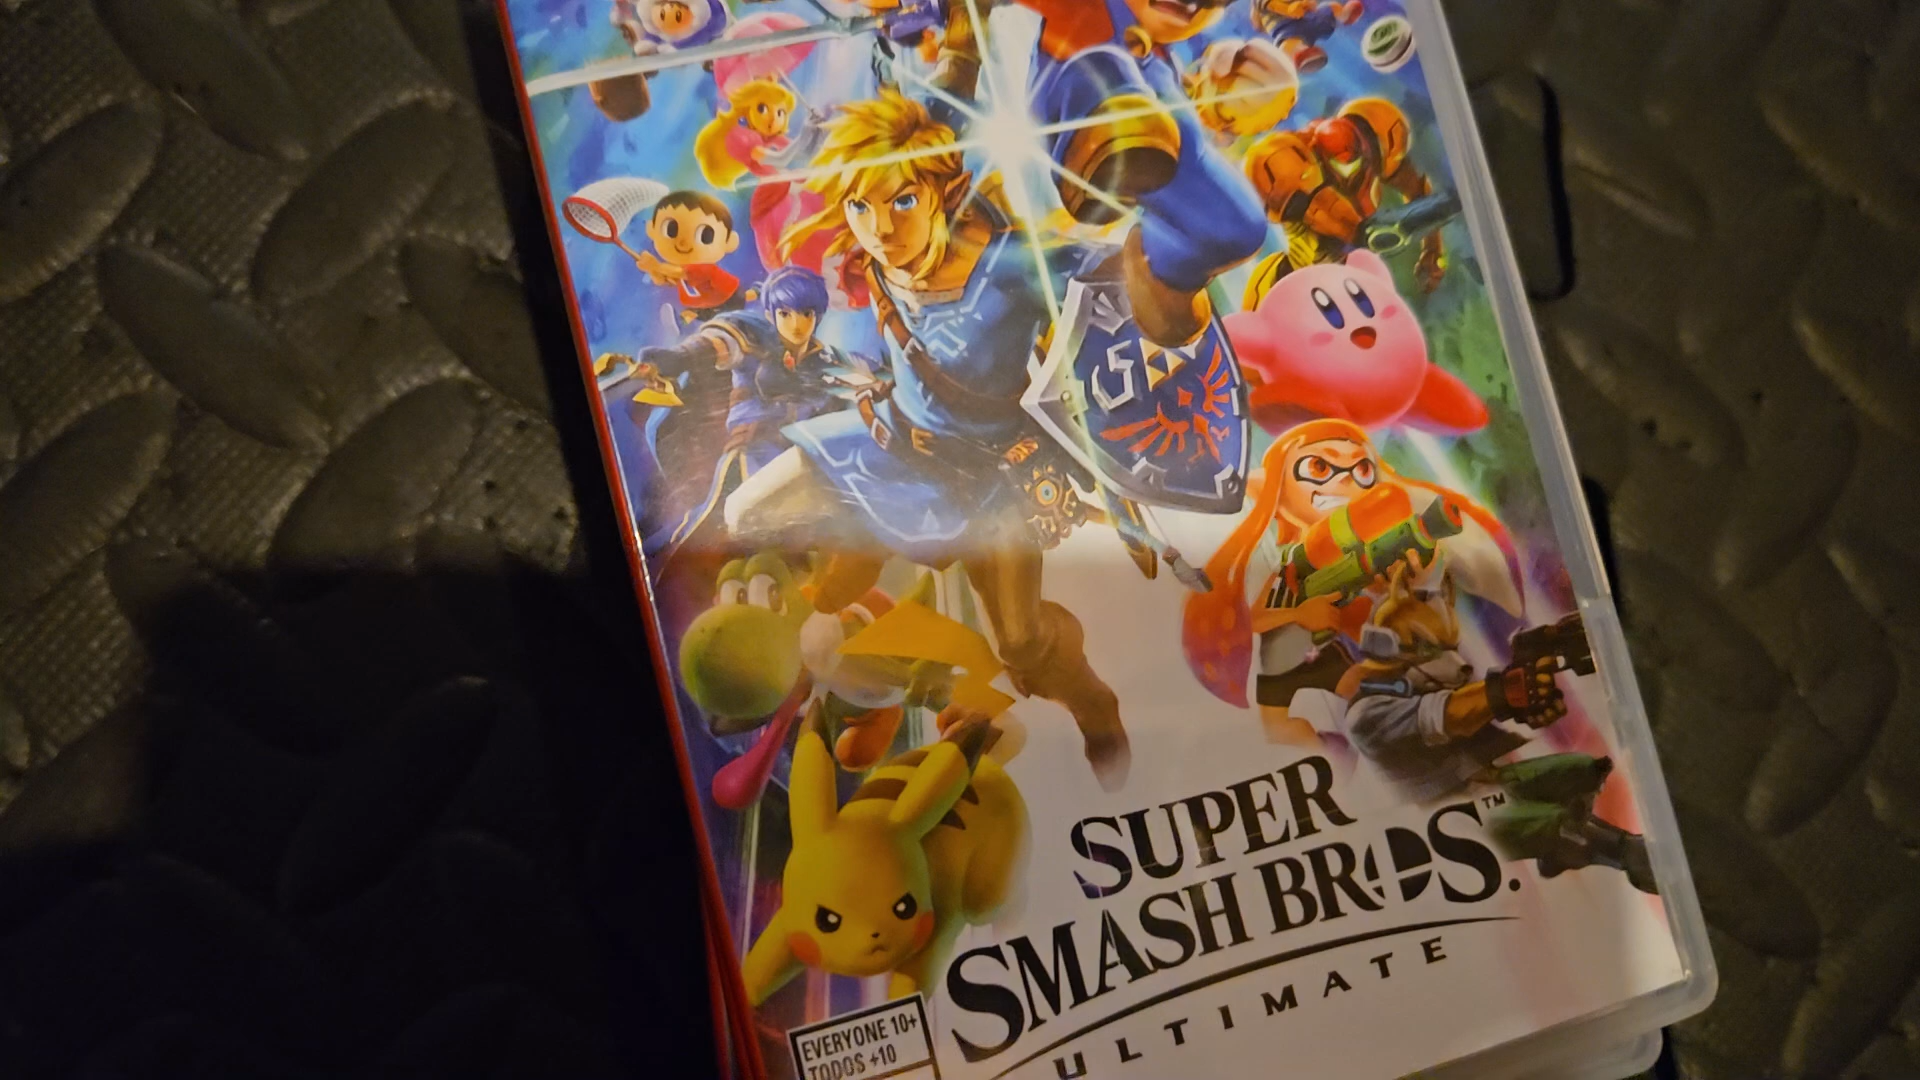 SUPER
SMASH BROS.™
ULTIMATE
EVERYONE 10+
TODOS +10